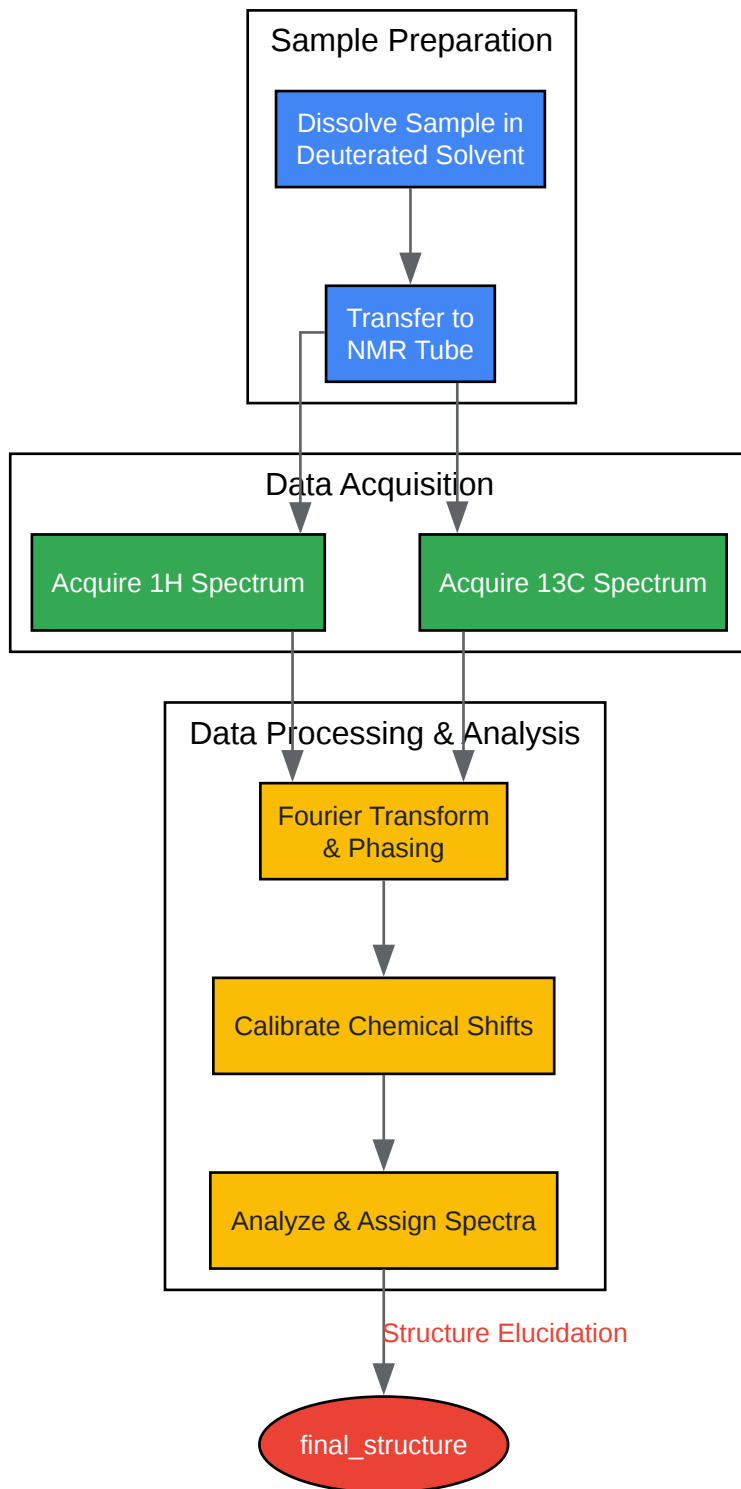 Sample Preparation
Dissolve Sample in
Deuterated Solvent
Transfer to
NMR Tube
Data Acquisition
Acquire 1H Spectrum
Acquire 13C Spectrum
Data Processing & Analysis
Fourier Transform
& Phasing
Calibrate Chemical Shifts
Analyze & Assign Spectra
Structure Elucidation
final_structure